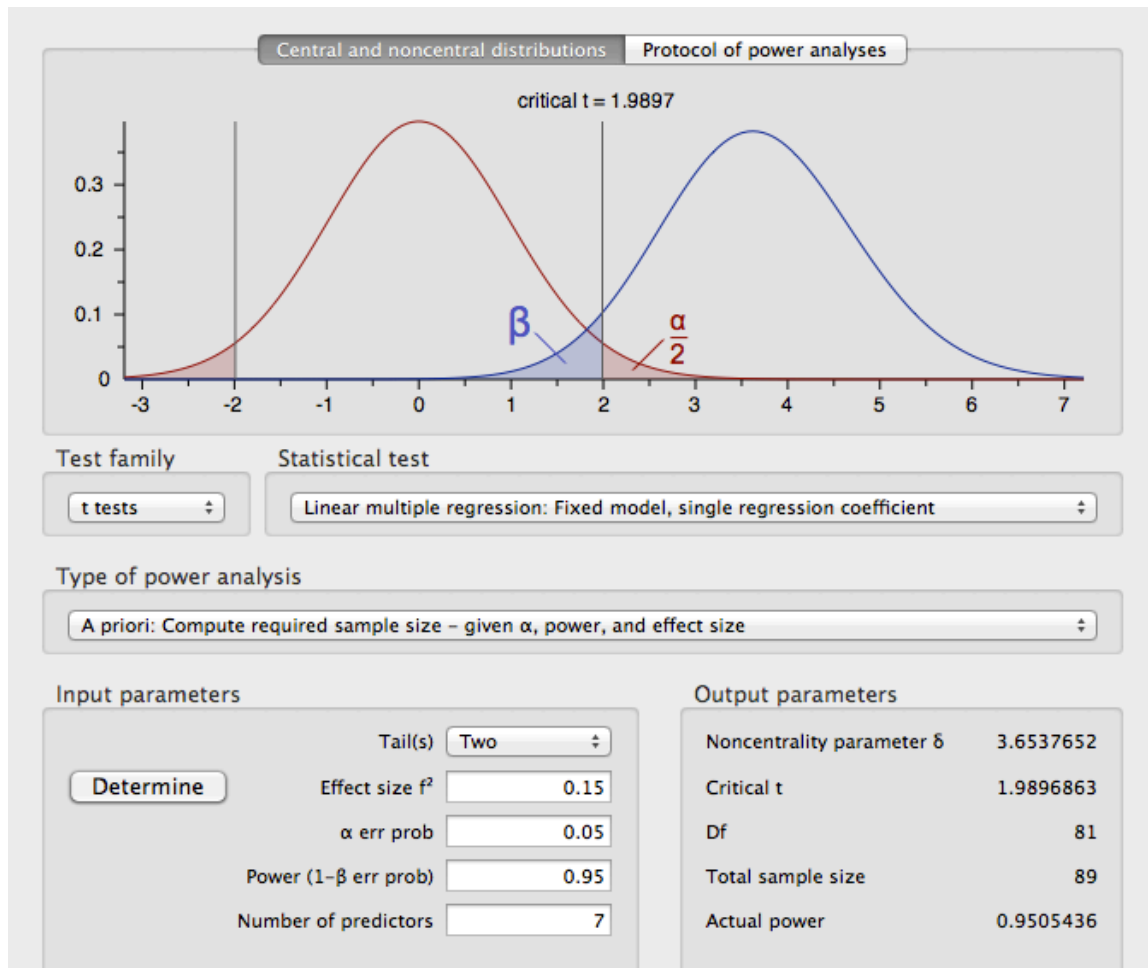 Central and noncentral distributions Protocol of power analyses
critical t = 1.9897
0.3
0.2
0.1
0
β
α
2
-3 -2 -1 0 1 2 3 4 5 6 7
Test family Statistical test
t tests Linear multiple regression: Fixed model, single regression coefficient
Type of power analysis
A priori: Compute required sample size – given α, power, and effect size
Input parameters Output parameters
Tail(s) Two Noncentrality parameter δ 3.6537652
Determine Effect size f² 0.15 Critical t 1.9896863
α err prob 0.05 Df 81
Power (1-β err prob) 0.95 Total sample size 89
Number of predictors 7 Actual power 0.9505436